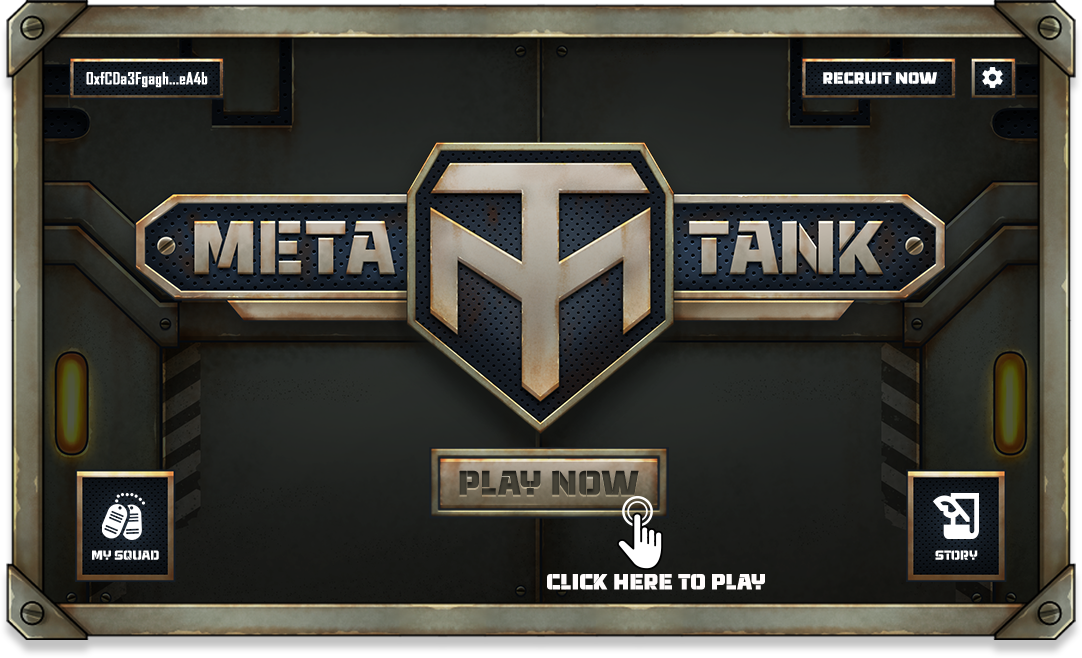 0xfCDa3Fgagh...eA4b
RECRUIT NOW
META TANK
PLAY NOW
MY SQUAD
STORY
CLICK HERE TO PLAY